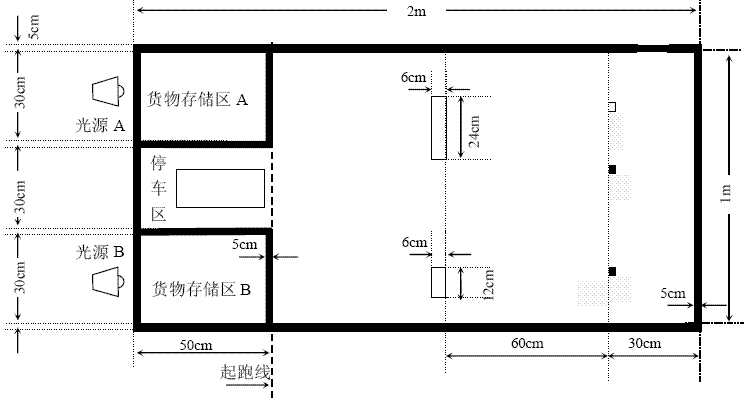 2m
5cm
30cm
光源 A
货物存储区 A
6cm
24cm
30cm
停
车
区
1m
光源 B
5cm
6cm
30cm
货物存储区 B
12cm
5cm
50cm
60cm
30cm
起跑线